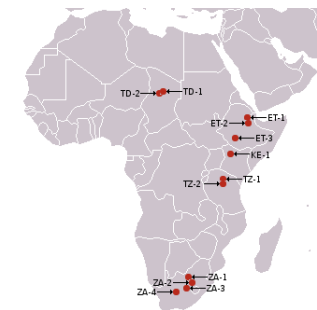 TD-2
TD-1
ET-1
ET-2
ET-3
KE-1
TZ-1
TZ-2
ZA-1
ZA-2
ZA-3
ZA-4